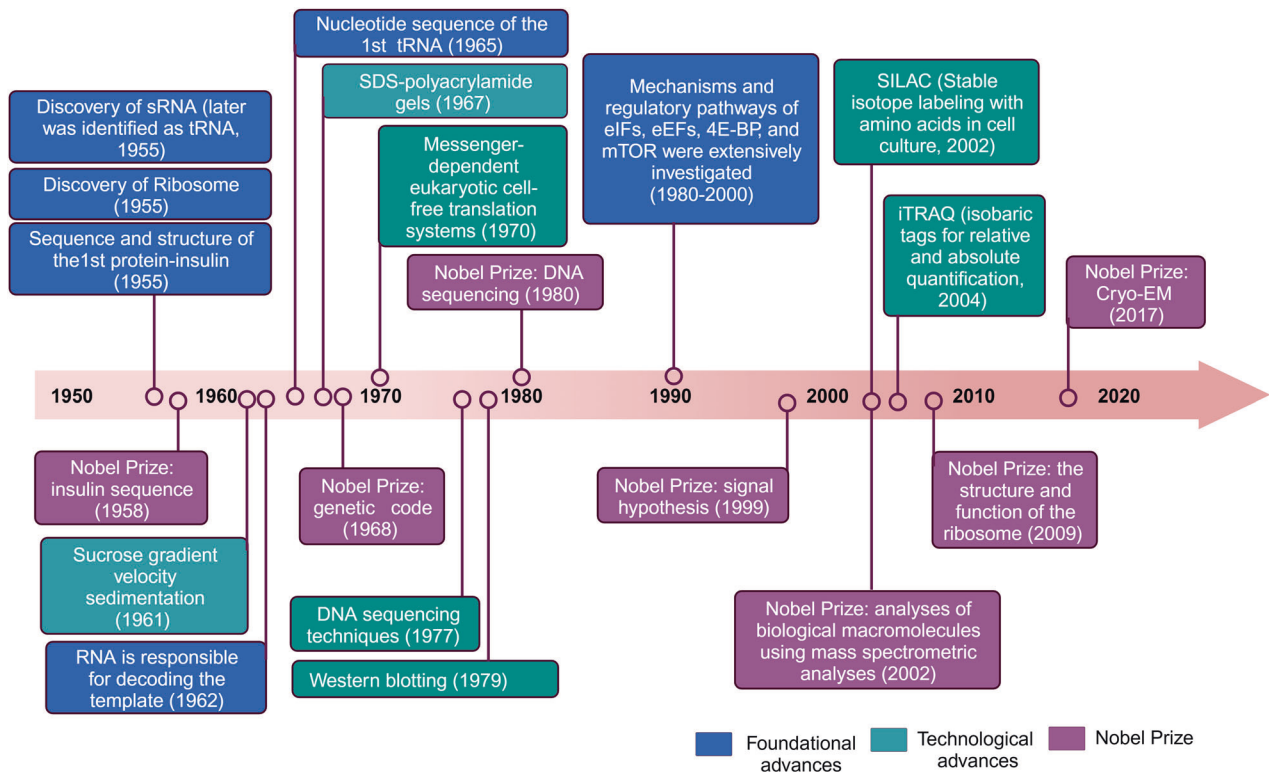 Nucleotide sequence of the
1st tRNA (1965)
SDS-polyacrylamide
gels (1967)
Discovery of sRNA (later
was identified as tRNA,
1955)
Discovery of Ribosome
(1955)
Sequence and structure of
the1st protein-insulin
(1955)
Messenger-
dependent
eukaryotic cell-
free translation
systems (1970)
Nobel Prize: DNA
sequencing (1980)
Mechanisms and
regulatory pathways of
eIFs, eEFs, 4E-BP, and
mTOR were extensively
investigated
(1980-2000)
SILAC (Stable
isotope labeling with
amino acids in cell
culture, 2002)
iTRAQ (isobaric
tags for relative
and absolute
quantification,
2004)
Nobel Prize:
Cryo-EM
(2017)
1950 1960 1970 1980 1990 2000 2010 2020
Nobel Prize:
insulin sequence
(1958)
Sucrose gradient
velocity
sedimentation
(1961)
RNA is responsible
for decoding the
template (1962)
Nobel Prize:
genetic code
(1968)
DNA sequencing
techniques (1977)
Western blotting (1979)
Nobel Prize: signal
hypothesis (1999)
Nobel Prize: analyses of
biological macromolecules
using mass spectrometric
analyses (2002)
Nobel Prize: the
structure and
function of the
ribosome (2009)
Foundational
advances
Technological
advances
Nobel Prize